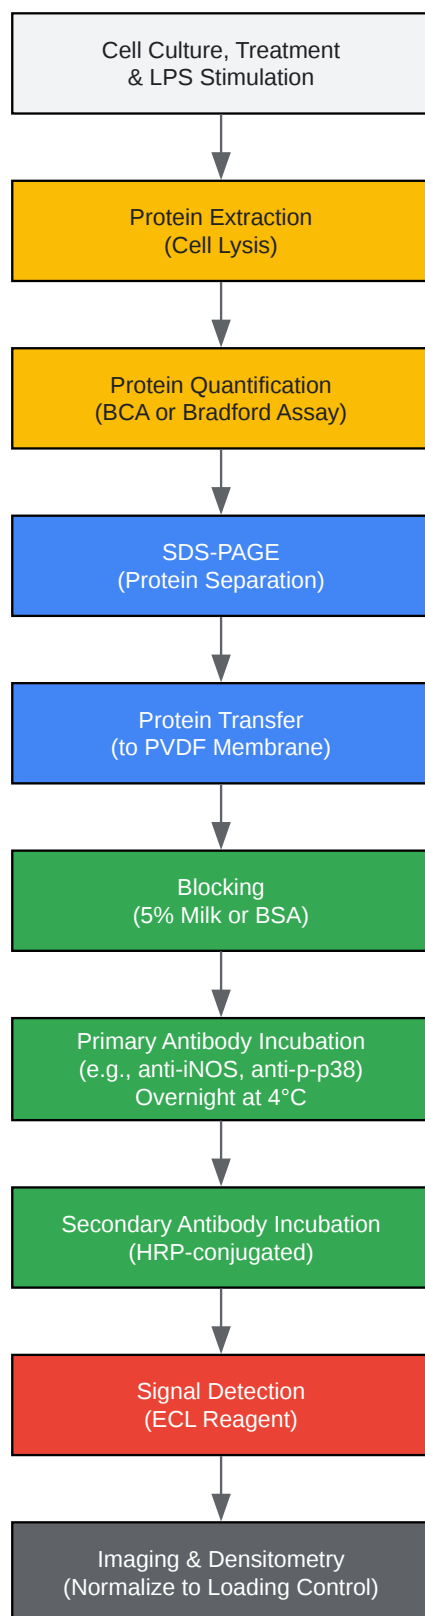 Cell Culture, Treatment
& LPS Stimulation
Protein Extraction
(Cell Lysis)
Protein Quantification
(BCA or Bradford Assay)
SDS-PAGE
(Protein Separation)
Protein Transfer
(to PVDF Membrane)
Blocking
(5% Milk or BSA)
Primary Antibody Incubation
(e.g., anti-iNOS, anti-p-p38)
Overnight at 4°C
Secondary Antibody Incubation
(HRP-conjugated)
Signal Detection
(ECL Reagent)
Imaging & Densitometry
(Normalize to Loading Control)